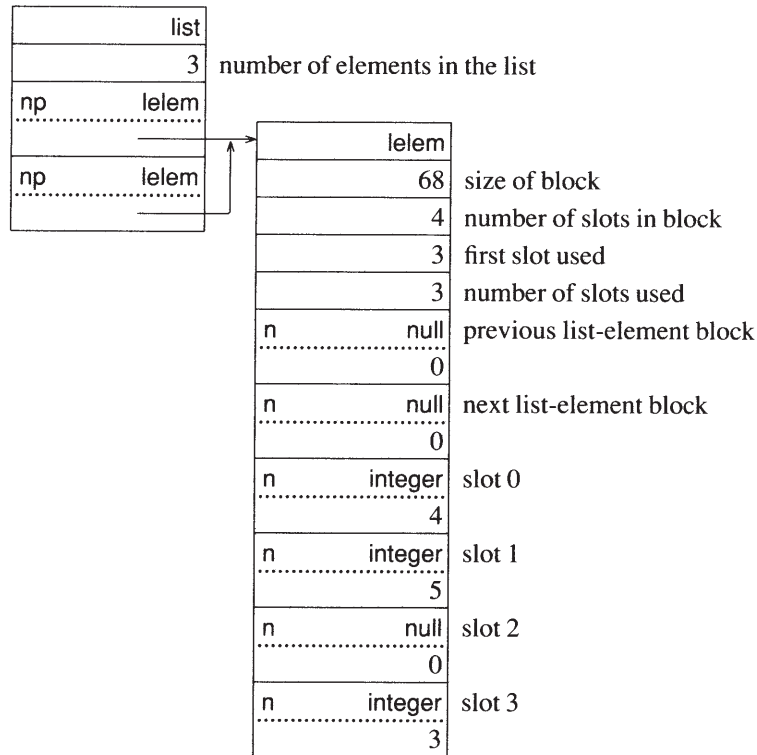 list
3 number of elements in the list
np lelem
np lelem
lelem
68 size of block
4 number of slots in block
3 first slot used
3 number of slots used
n null previous list-element block
0
n null next list-element block
0
n integer slot 0
4
n integer slot 1
5
n null slot 2
0
n integer slot 3
3